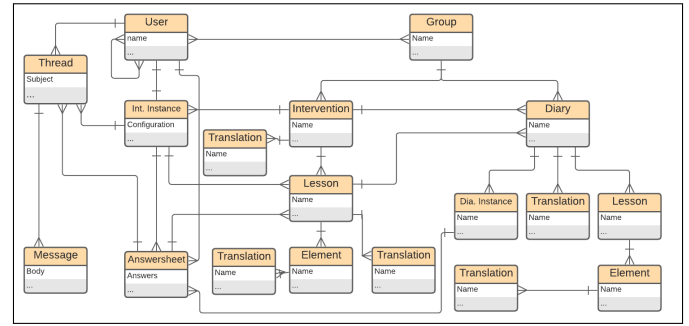 User
name
...
Group
Name
...
Thread
Subject
...
Int. Instance
Configuration
...
Intervention
Name
...
Diary
Name
...
Translation
Name
...
Lesson
Name
...
Dia. Instance
Name
...
Translation
Name
...
Lesson
Name
...
Message
Body
...
Answersheet
Answers
...
Translation
Name
...
Element
Name
...
Translation
Name
...
Translation
Name
...
Element
Name
...